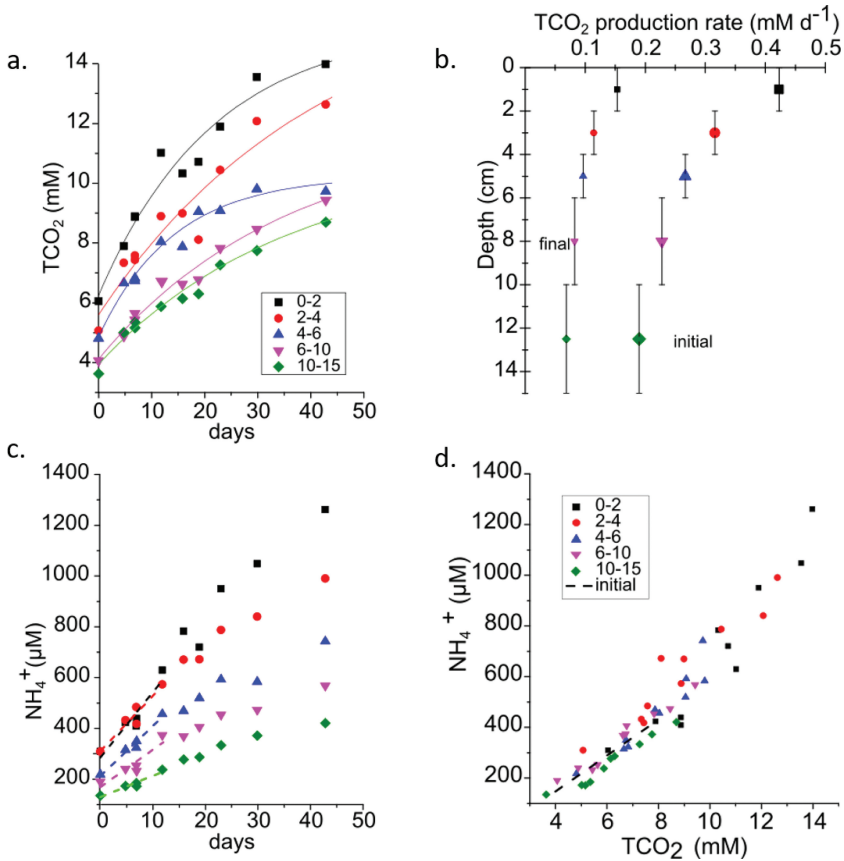 a.
14
12
10
8
6
4
TCO₂ (mM)
0 10 20 30 40 50
days
0-2
2-4
4-6
6-10
10-15
b.
TCO₂ production rate (mM d⁻¹)
0.1 0.2 0.3 0.4 0.5
0
2
4
6
8
10
12
14
Depth (cm)
final
initial
c.
1400
1200
1000
800
600
400
200
NH₄⁺(µM)
0 10 20 30 40 50
days
d.
1400
1200
1000
800
600
400
200
0
NH₄⁺ (µM)
4 6 8 10 12 14
TCO₂ (mM)
0-2
2-4
4-6
6-10
10-15
initial